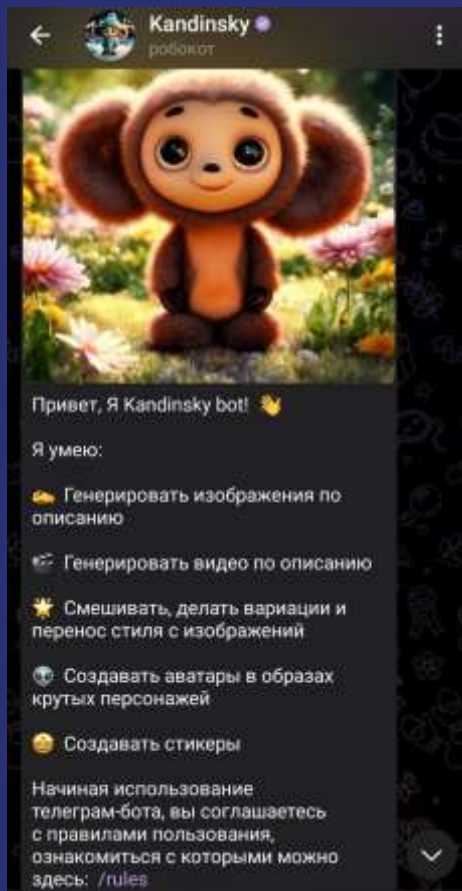 Kandinsky
робокот
Привет, Я Kandinsky bot! 👋
Я умею:
✍️ Генерировать изображения по
описанию
🎬 Генерировать видео по описанию
🌟 Смешивать, делать вариации и
перенос стиля с изображений
👽 Создавать аватары в образах
крутых персонажей
🤩 Создавать стикеры
Начиная использование
телеграм-бота, вы соглашаетесь
с правилами пользования,
ознакомиться с которыми можно
здесь: /rules